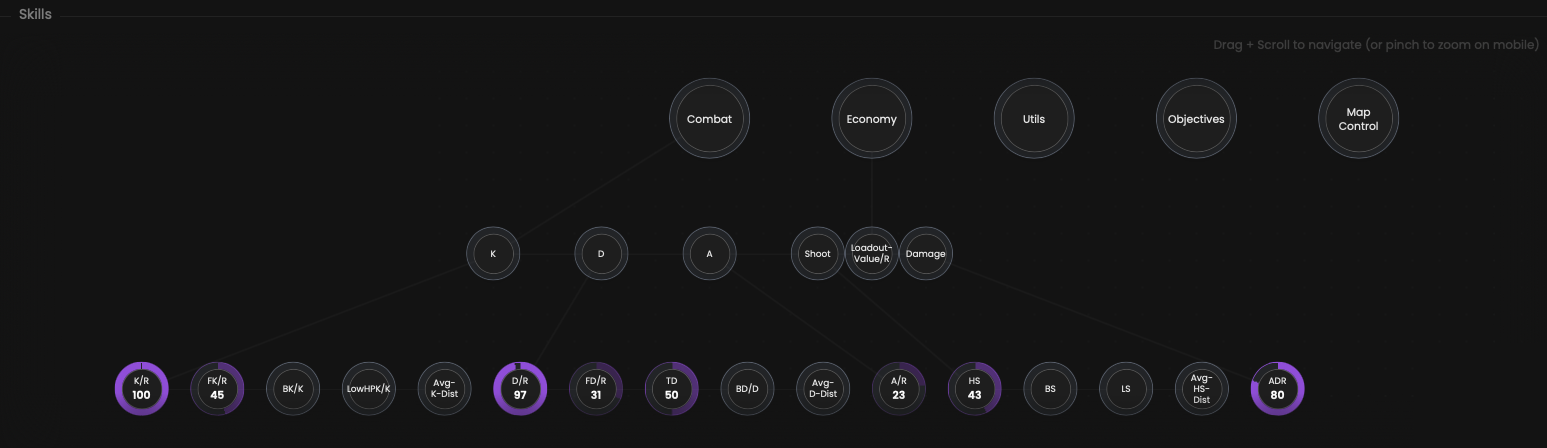 Skills
Drag + Scroll to navigate (or pinch to zoom on mobile)
Combat
Economy
Utils
Objectives
Map
Control
K
D
A
Shoot
Loadout-
Value/R
Damage
K/R
100
FK/R
45
BK/K
LowHPK/K
Avg-
K-Dist
D/R
97
FD/R
31
TD
50
BD/D
Avg-
D-Dist
A/R
23
HS
43
BS
LS
Avg-
HS-
Dist
ADR
80